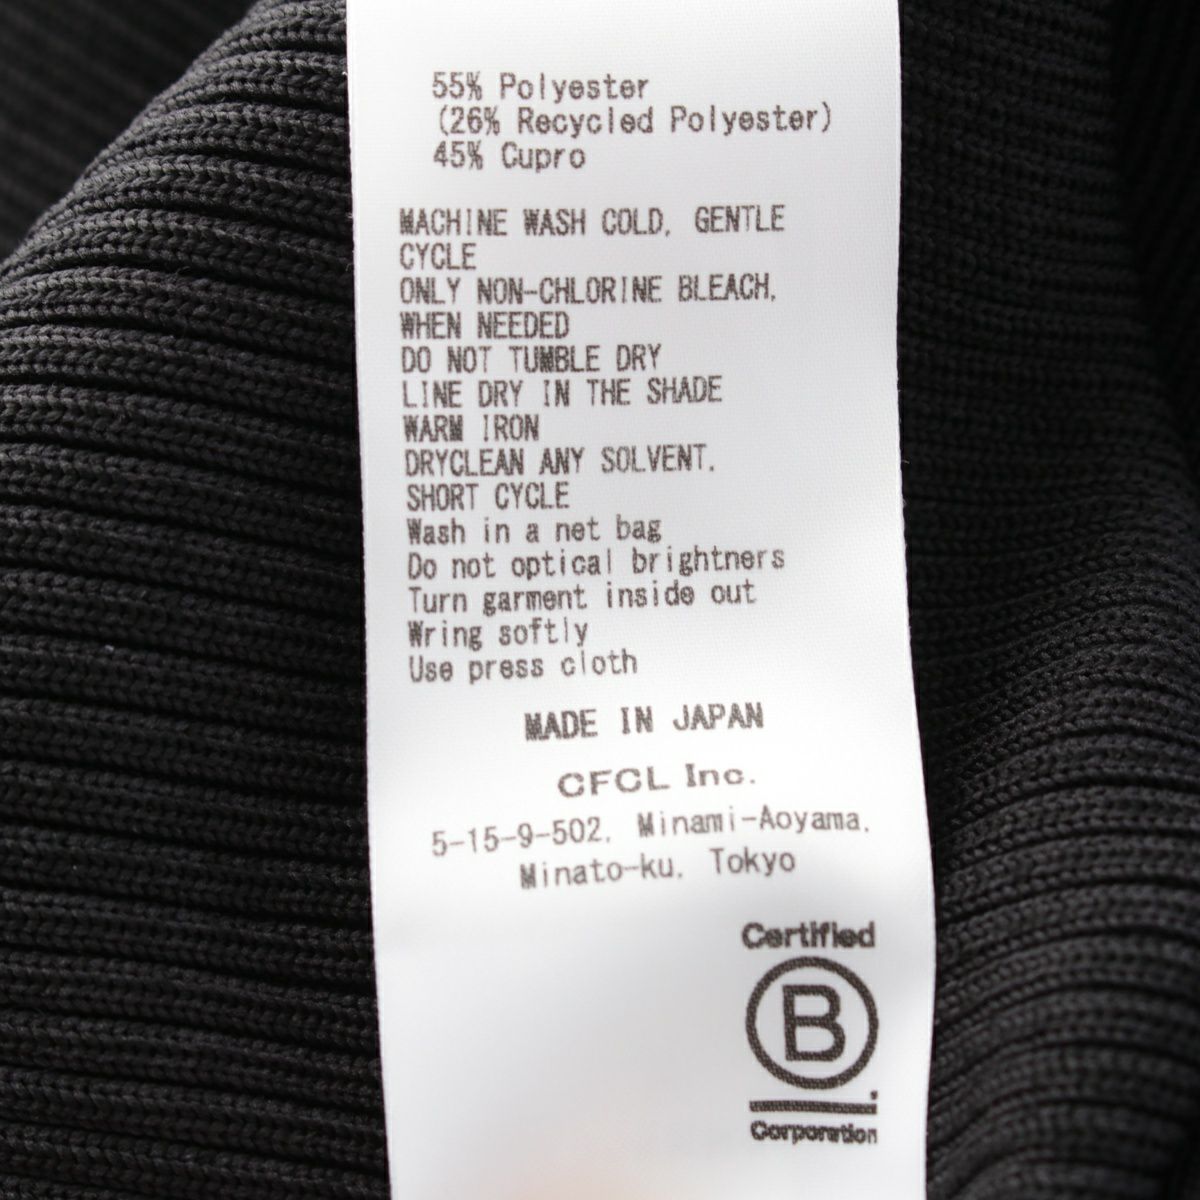 55% Polyester
(26% Recycled Polyester)
45% Cupro
MACHINE WASH COLD, GENTLE
CYCLE
ONLY NON-CHLORINE BLEACH,
WHEN NEEDED
DO NOT TUMBLE DRY
LINE DRY IN THE SHADE
WARM IRON
DRYCLEAN ANY SOLVENT,
SHORT CYCLE
Wash in a net bag
Do not optical brightners
Turn garment inside out
Wring softly
Use press cloth
MADE IN JAPAN
CFCL Inc.
5-15-9-502, Minami-Aoyama,
Minato-ku, Tokyo
Certified
B
Corporation